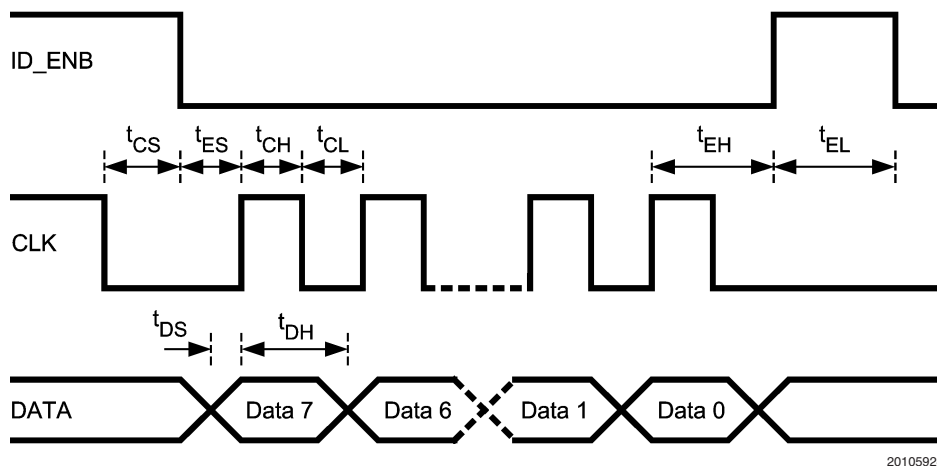 ID_ENB
tCS tES tCH tCL tEH tEL
CLK
tDS tDH
DATA Data 7 Data 6 Data 1 Data 0
2010592